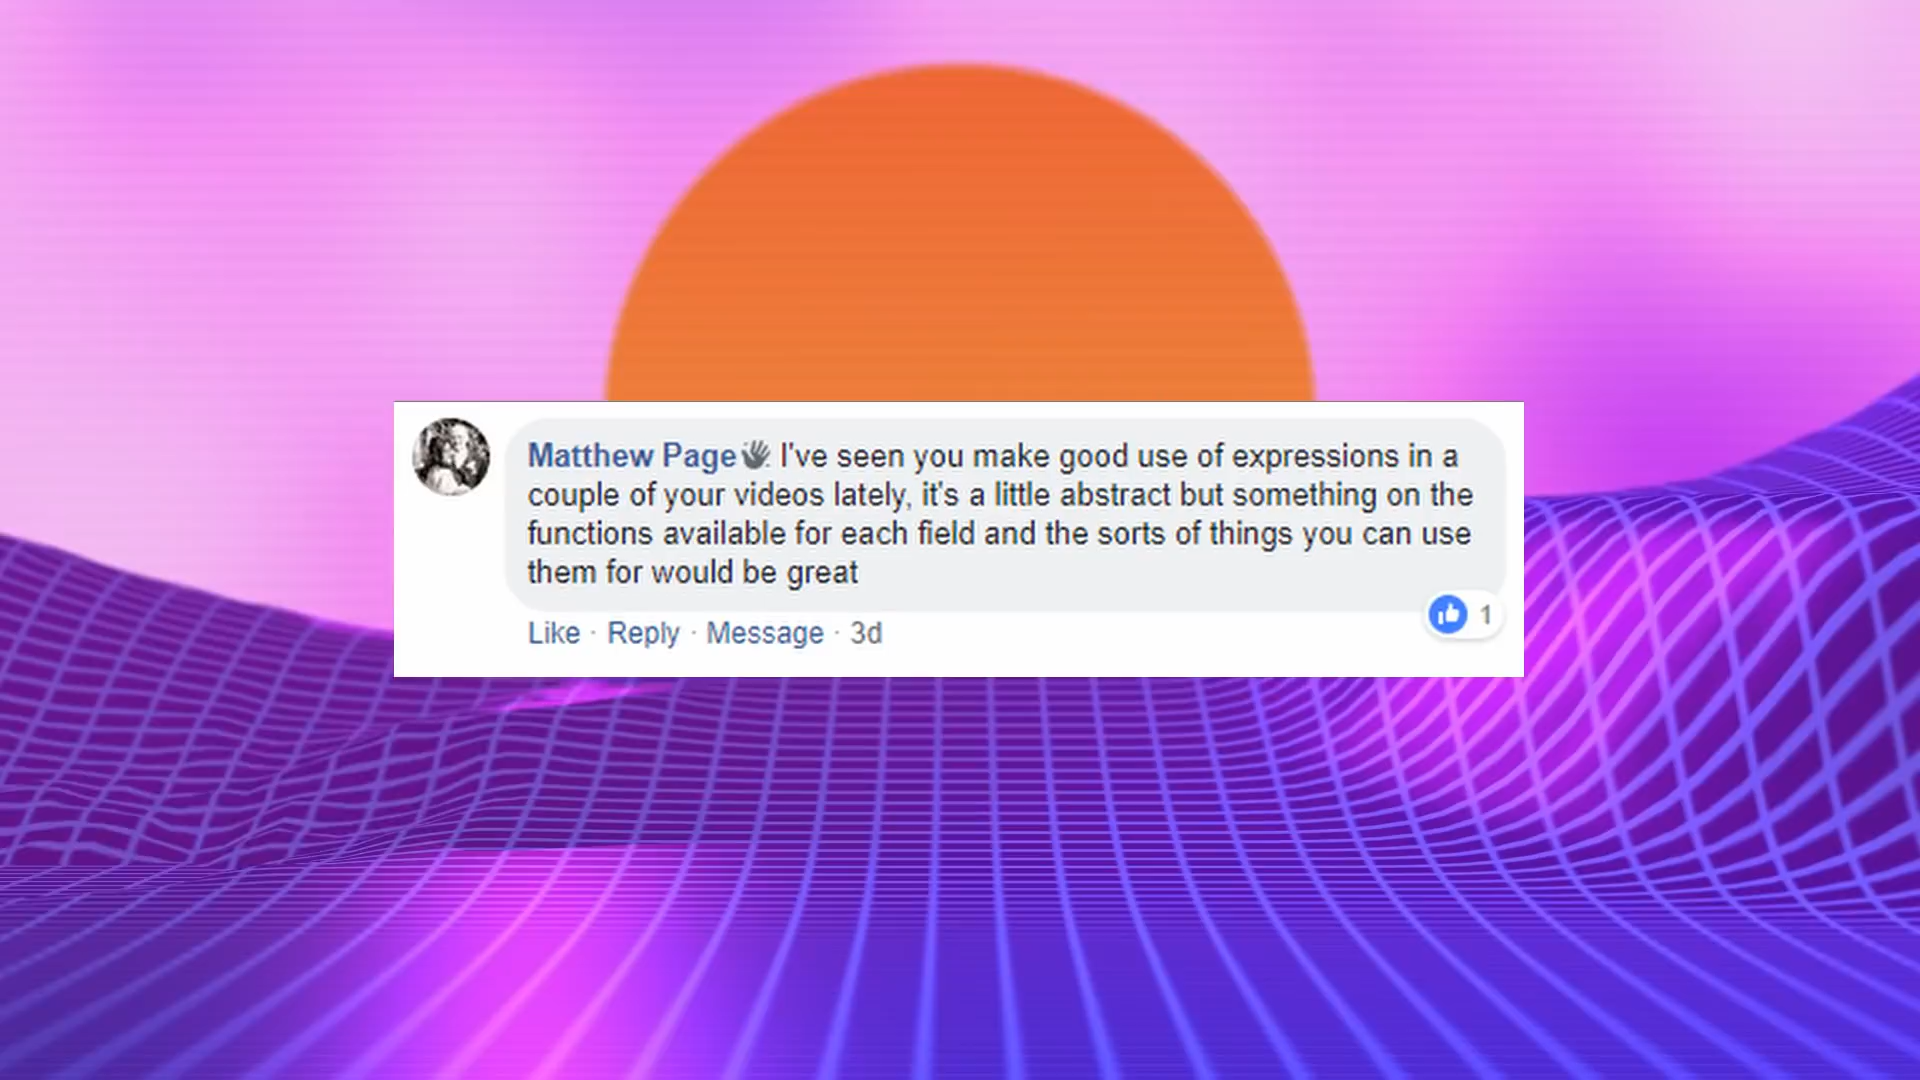 Matthew Page👋 I've seen you make good use of expressions in a
couple of your videos lately, it's a little abstract but something on the
functions available for each field and the sorts of things you can use
them for would be great
1
Like · Reply · Message · 3d